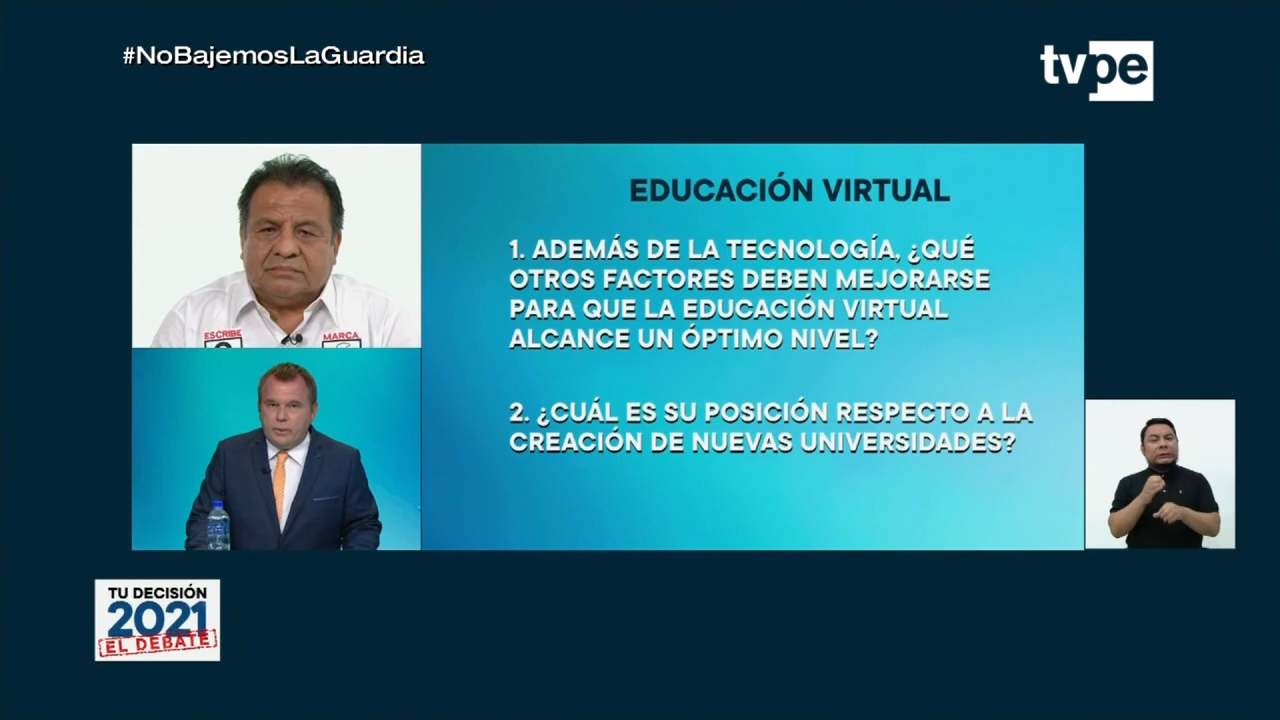 #NoBajemosLaGuardia
tvpe
EDUCACIÓN VIRTUAL
1. ADEMÁS DE LA TECNOLOGÍA, ¿QUÉ
OTROS FACTORES DEBEN MEJORARSE
PARA QUE LA EDUCACIÓN VIRTUAL
ALCANCE UN ÓPTIMO NIVEL?
2. ¿CUÁL ES SU POSICIÓN RESPECTO A LA
CREACIÓN DE NUEVAS UNIVERSIDADES?
ESCRIBE
MARCA
TU DECISIÓN
2021
EL DEBATE